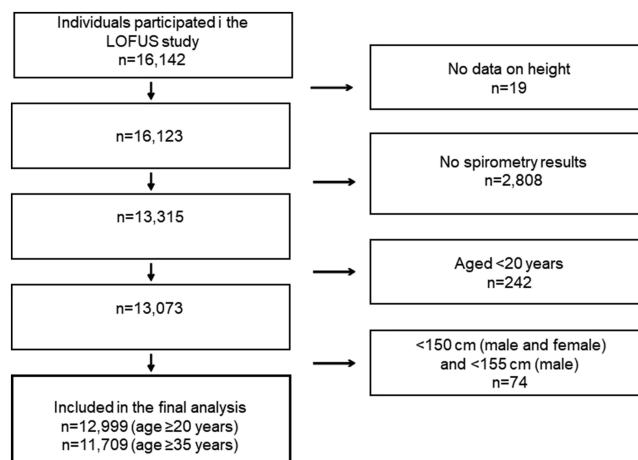 Individuals participated i the
LOFUS study
n=16,142
No data on height
n=19
n=16,123
No spirometry results
n=2,808
n=13,315
Aged <20 years
n=242
n=13,073
<150 cm (male and female)
and <155 cm (male)
n=74
Included in the final analysis
n=12,999 (age ≥20 years)
n=11,709 (age ≥35 years)